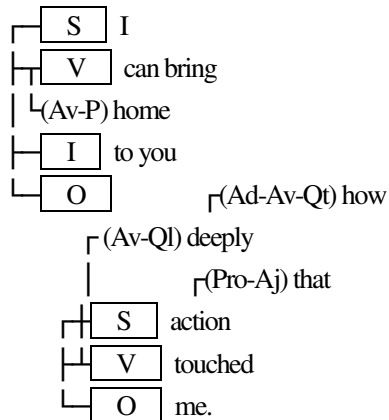 S I
V can bring
(Av-P) home
I to you
O (Ad-Av-Qt) how
(Av-Ql) deeply
(Pro-Aj) that
S action
V touched
O me.